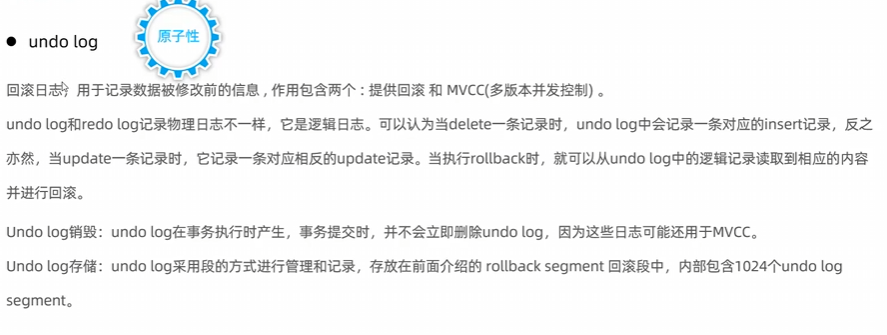 原子性
● undo log
回滚日志，用于记录数据被修改前的信息 , 作用包含两个 : 提供回滚 和 MVCC(多版本并发控制) 。
undo log和redo log记录物理日志不一样，它是逻辑日志。可以认为当delete一条记录时，undo log中会记录一条对应的insert记录，反之
亦然，当update一条记录时，它记录一条对应相反的update记录。当执行rollback时，就可以从undo log中的逻辑记录读取到相应的内容
并进行回滚。
Undo log销毁：undo log在事务执行时产生，事务提交时，并不会立即删除undo log，因为这些日志可能还用于MVCC。
Undo log存储：undo log采用段的方式进行管理和记录，存放在前面介绍的 rollback segment 回滚段中，内部包含1024个undo log
segment。